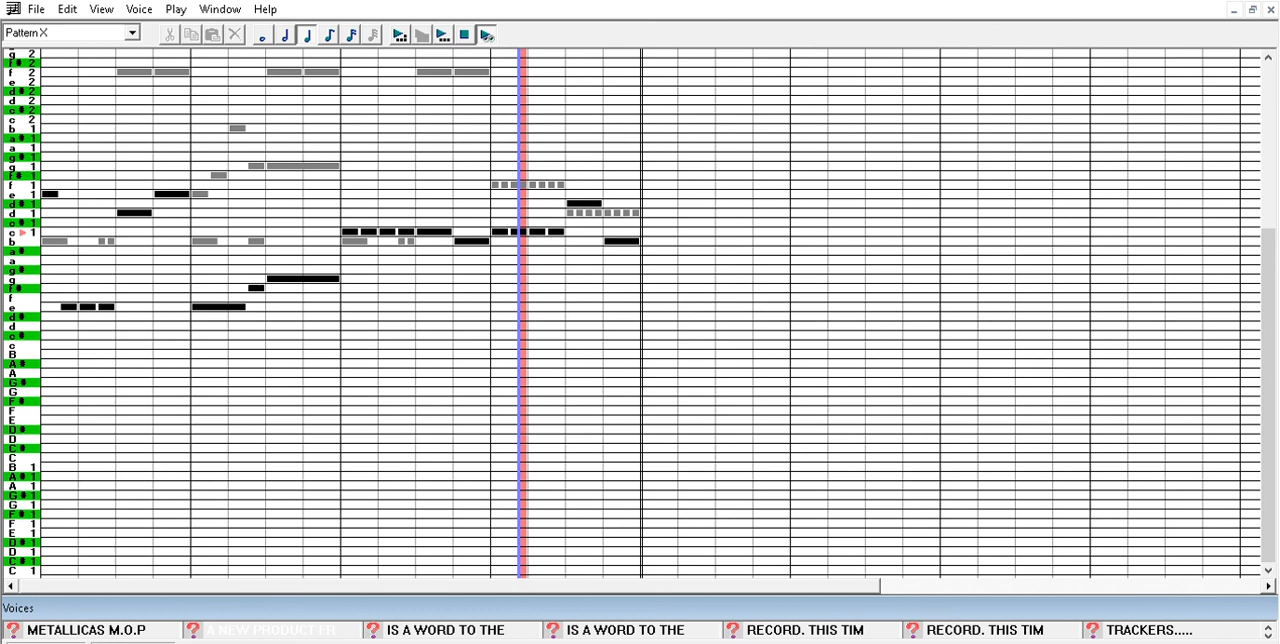 File Edit View Voice Play Window Help
Pattern X
g 2
f# 2
f 2
e 2
d# 2
d 2
c# 2
c 2
b 1
a# 1
a 1
g# 1
g 1
f# 1
f 1
e 1
d# 1
d 1
c# 1
c 1
b
a#
a
g#
g
f#
f
e
d#
d
c#
c
B
A#
A
G#
G
F#
F
E
D#
D
C#
C
B 1
A# 1
A 1
G# 1
G 1
F# 1
F 1
E 1
D# 1
D 1
C# 1
C 1
Voices
METALLICAS M.O.P A NEW PRODUCT FR IS A WORD TO THE IS A WORD TO THE RECORD. THIS TIM RECORD. THIS TIM TRACKERS.....